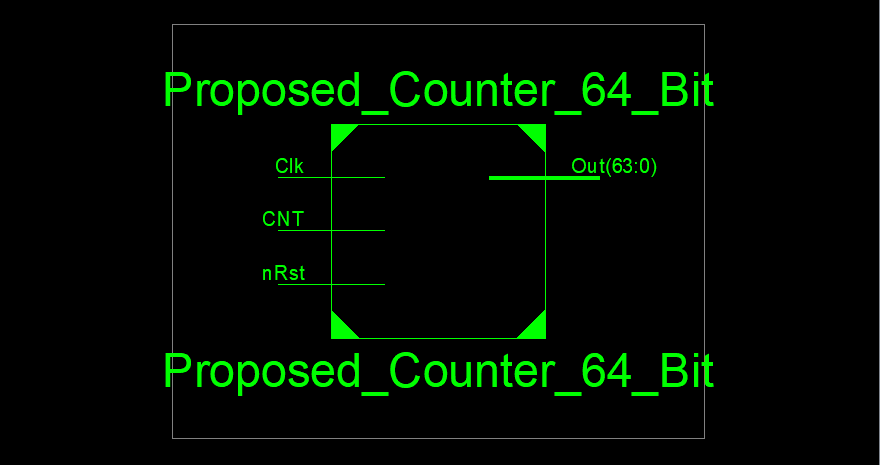 Proposed_Counter_64_Bit
Clk
Out(63:0)
CNT
nRst
Proposed_Counter_64_Bit